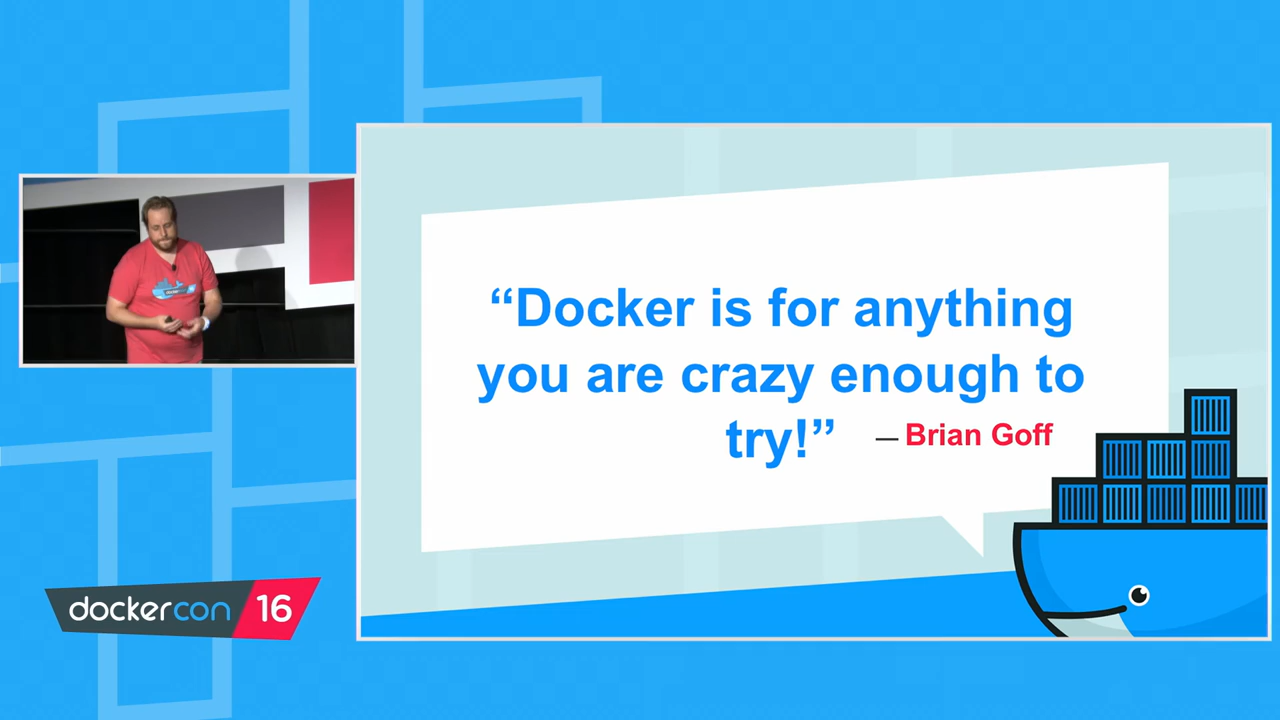 “Docker is for anything
you are crazy enough to
try!” — Brian Goff
dockercon 16